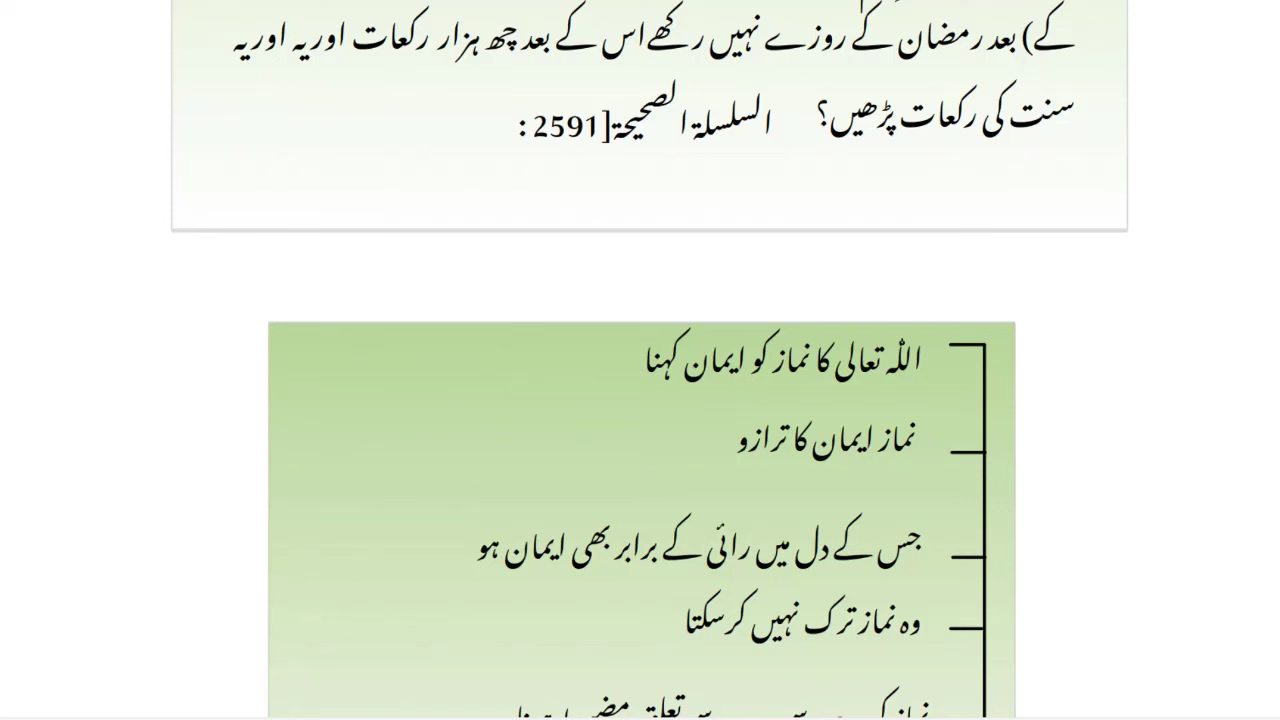 کے) بعد رمضان کے روزے نہیں رکھے اس کے بعد چھ ہزار رکعات اور یہ اور یہ
سنت کی رکعات پڑھیں؟ السلسلة الصحیحة[2591 :
اللہ تعالی کا نماز کو ایمان کہنا
نماز ایمان کا ترازو
جس کے دل میں رائی کے برابر بھی ایمان ہو
وہ نماز ترک نہیں کرسکتا